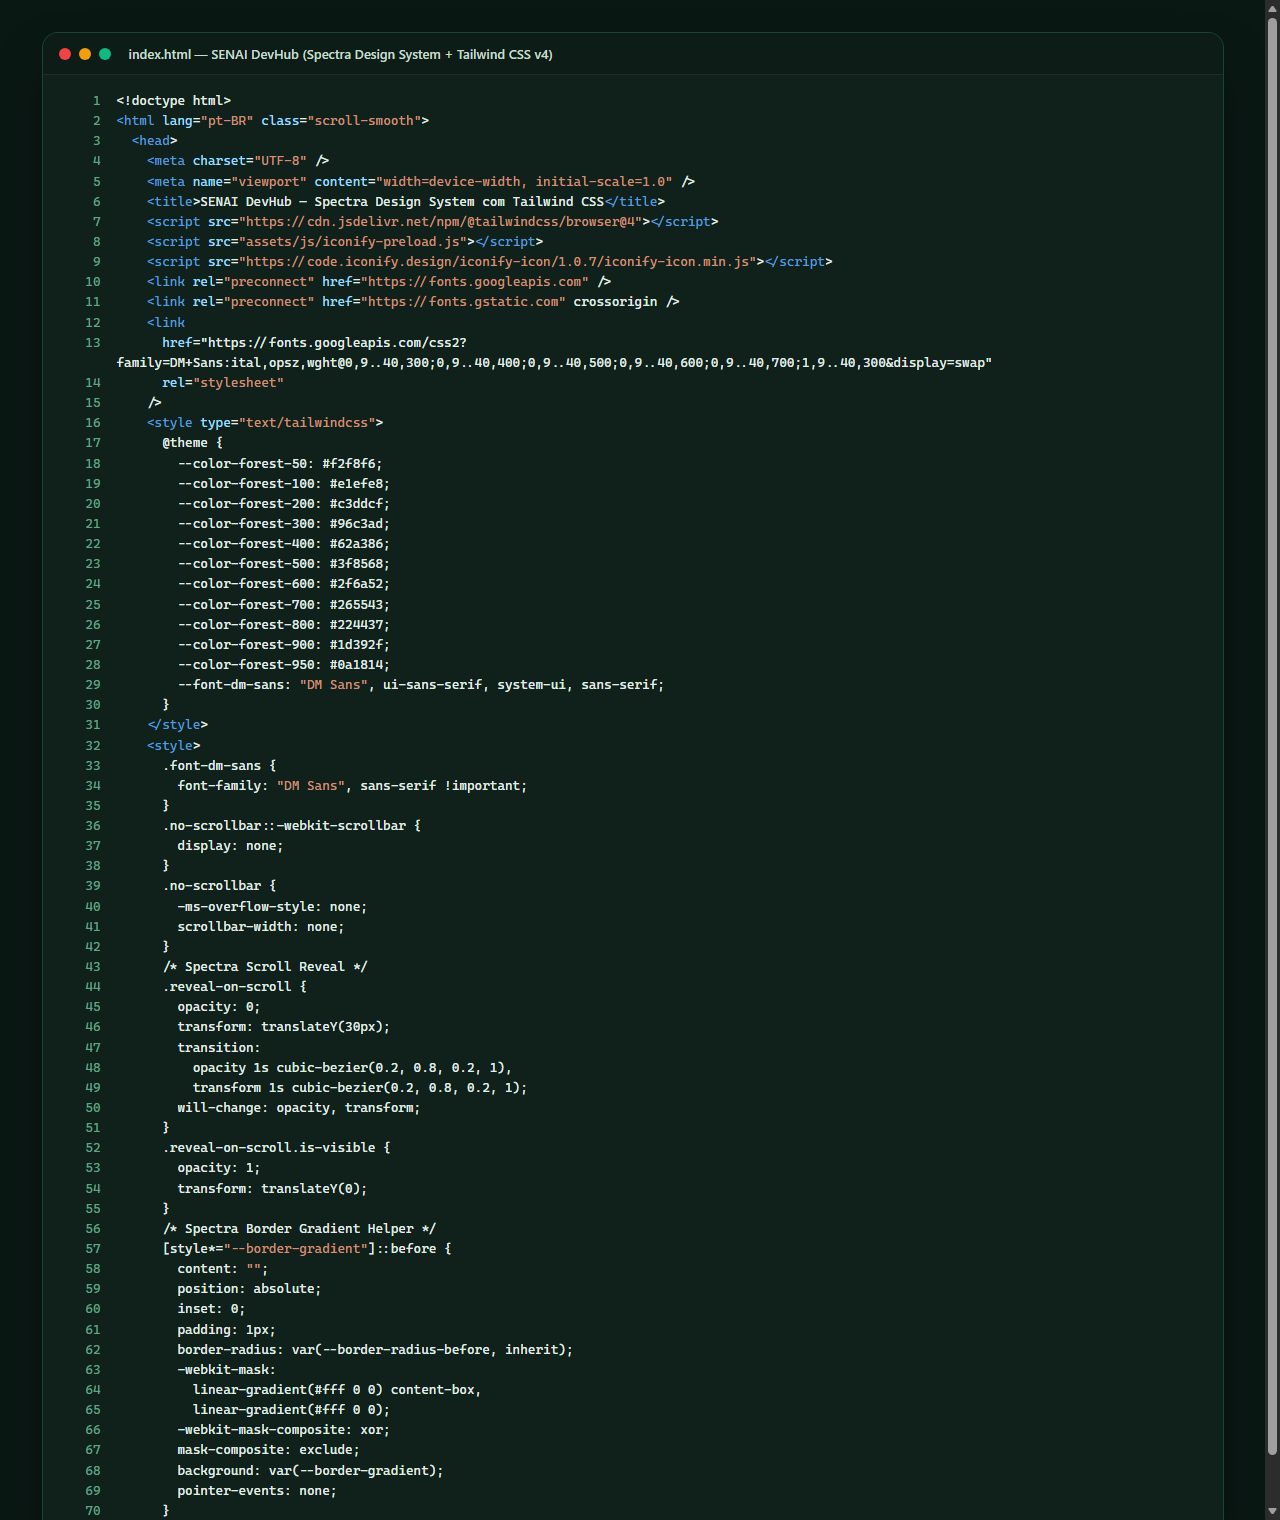 index.html — SENAI DevHub (Spectra Design System + Tailwind CSS v4)
1 <!doctype html>
2 <html lang="pt-BR" class="scroll-smooth">
3 <head>
4 <meta charset="UTF-8" />
5 <meta name="viewport" content="width=device-width, initial-scale=1.0" />
6 <title>SENAI DevHub — Spectra Design System com Tailwind CSS</title>
7 <script src="https://cdn.jsdelivr.net/npm/@tailwindcss/browser@4"></script>
8 <script src="assets/js/iconify-preload.js"></script>
9 <script src="https://code.iconify.design/iconify-icon/1.0.7/iconify-icon.min.js"></script>
10 <link rel="preconnect" href="https://fonts.googleapis.com" />
11 <link rel="preconnect" href="https://fonts.gstatic.com" crossorigin />
12 <link
13 href="https://fonts.googleapis.com/css2?
family=DM+Sans:ital,opsz,wght@0,9..40,300;0,9..40,400;0,9..40,500;0,9..40,600;0,9..40,700;1,9..40,300&display=swap"
14 rel="stylesheet"
15 />
16 <style type="text/tailwindcss">
17 @theme {
18 --color-forest-50: #f2f8f6;
19 --color-forest-100: #e1efe8;
20 --color-forest-200: #c3ddcf;
21 --color-forest-300: #96c3ad;
22 --color-forest-400: #62a386;
23 --color-forest-500: #3f8568;
24 --color-forest-600: #2f6a52;
25 --color-forest-700: #265543;
26 --color-forest-800: #224437;
27 --color-forest-900: #1d392f;
28 --color-forest-950: #0a1814;
29 --font-dm-sans: "DM Sans", ui-sans-serif, system-ui, sans-serif;
30 }
31 </style>
32 <style>
33 .font-dm-sans {
34 font-family: "DM Sans", sans-serif !important;
35 }
36 .no-scrollbar::-webkit-scrollbar {
37 display: none;
38 }
39 .no-scrollbar {
40 -ms-overflow-style: none;
41 scrollbar-width: none;
42 }
43 /* Spectra Scroll Reveal */
44 .reveal-on-scroll {
45 opacity: 0;
46 transform: translateY(30px);
47 transition:
48 opacity 1s cubic-bezier(0.2, 0.8, 0.2, 1),
49 transform 1s cubic-bezier(0.2, 0.8, 0.2, 1);
50 will-change: opacity, transform;
51 }
52 .reveal-on-scroll.is-visible {
53 opacity: 1;
54 transform: translateY(0);
55 }
56 /* Spectra Border Gradient Helper */
57 [style*="--border-gradient"]::before {
58 content: "";
59 position: absolute;
60 inset: 0;
61 padding: 1px;
62 border-radius: var(--border-radius-before, inherit);
63 -webkit-mask:
64 linear-gradient(#fff 0 0) content-box,
65 linear-gradient(#fff 0 0);
66 -webkit-mask-composite: xor;
67 mask-composite: exclude;
68 background: var(--border-gradient);
69 pointer-events: none;
70 }